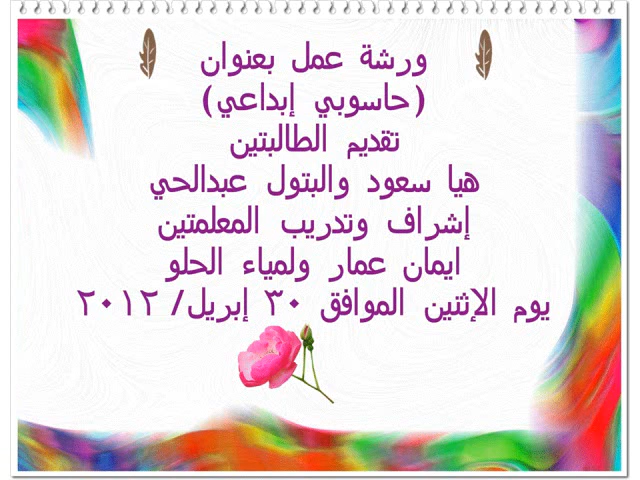 ورشة عمل بعنوان
(حاسوبي إبداعي)
تقديم الطالبتين
هيا سعود والبتول عبدالحي
إشراف وتدريب المعلمتين
ايمان عمار ولمياء الحلو
يوم الإثنين الموافق ٣٠ إبريل/ ٢٠١٢